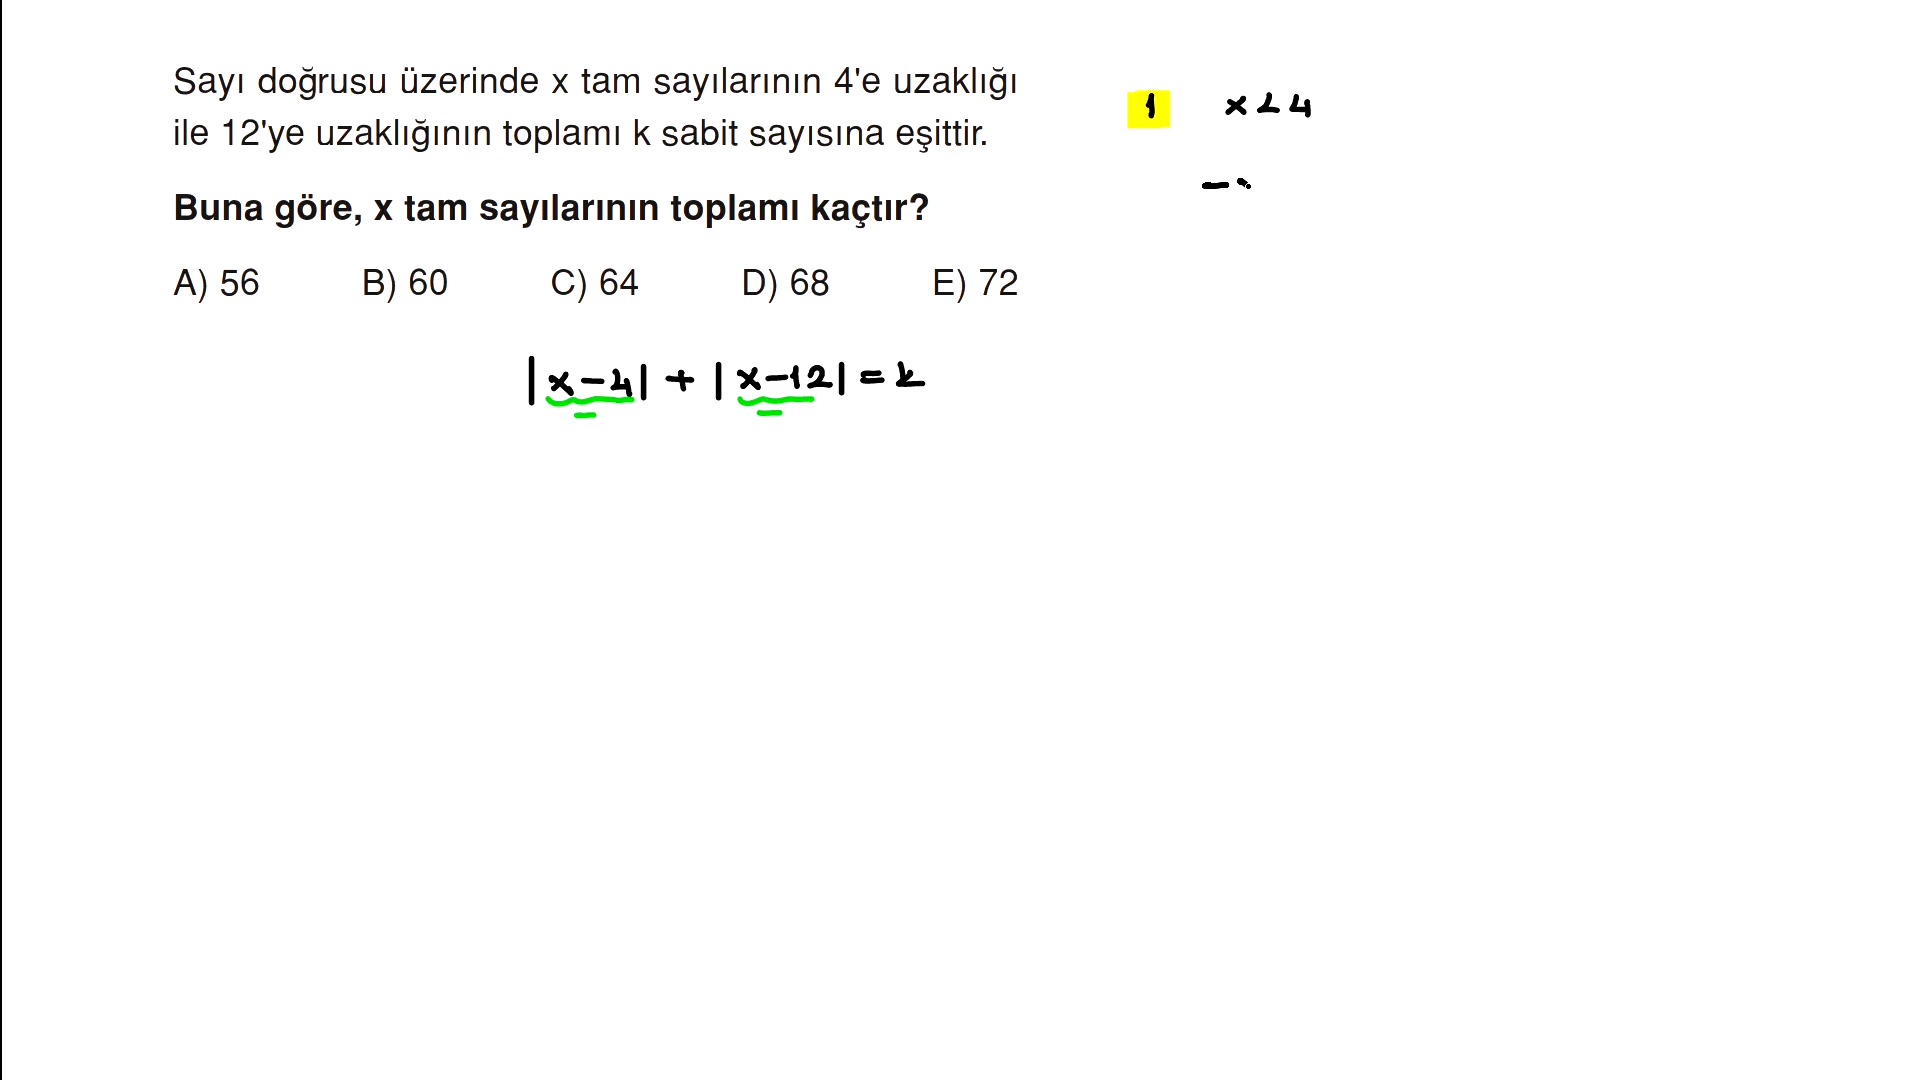 Sayı doğrusu üzerinde x tam sayılarının 4'e uzaklığı
ile 12'ye uzaklığının toplamı k sabit sayısına eşittir.
Buna göre, x tam sayılarının toplamı kaçtır?
A) 56 B) 60 C) 64 D) 68 E) 72
|x-4| + |x-12| = k
1 x<4
-